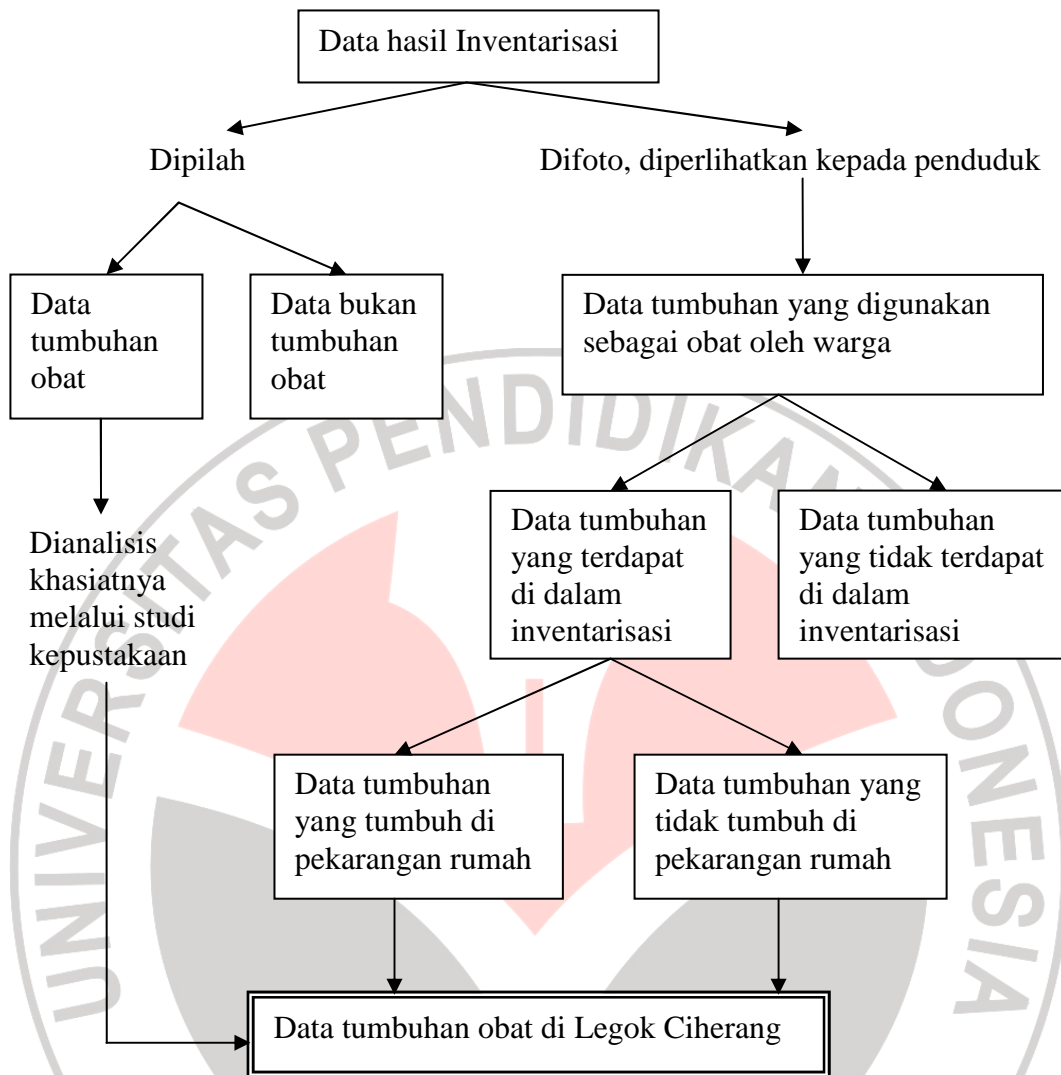 Data hasil Inventarisasi
Dipilah
Difoto, diperlihatkan kepada penduduk
Data
tumbuhan
obat
Data bukan
tumbuhan
obat
Data tumbuhan yang digunakan
sebagai obat oleh warga
Dianalisis
khasiatnya
melalui studi
kepustakaan
Data tumbuhan
yang terdapat
di dalam
inventarisasi
Data tumbuhan
yang tidak terdapat
di dalam
inventarisasi
Data tumbuhan
yang tumbuh di
pekarangan rumah
Data tumbuhan yang
tidak tumbuh di
pekarangan rumah
Data tumbuhan obat di Legok Ciherang
UNIVERSITAS PENDIDIKAN INDONESIA